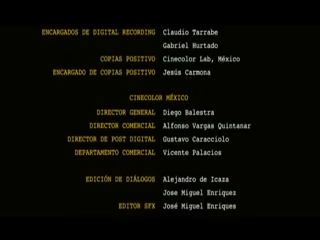 ENCARGADOS DE DIGITAL RECORDING Claudio Tarrabe
Gabriel Hurtado
COPIAS POSITIVO Cinecolor Lab, México
ENCARGADO DE COPIAS POSITIVO Jesús Carmona
CINECOLOR MÉXICO
DIRECTOR GENERAL Diego Balestra
DIRECTOR COMERCIAL Alfonso Vargas Quintanar
DIRECTOR DE POST DIGITAL Gustavo Caracciolo
DEPARTAMENTO COMERCIAL Vicente Palacios
EDICIÓN DE DIÁLOGOS Alejandro de Icaza
Jose Miguel Enriquez
EDITOR SFX José Miguel Enriques